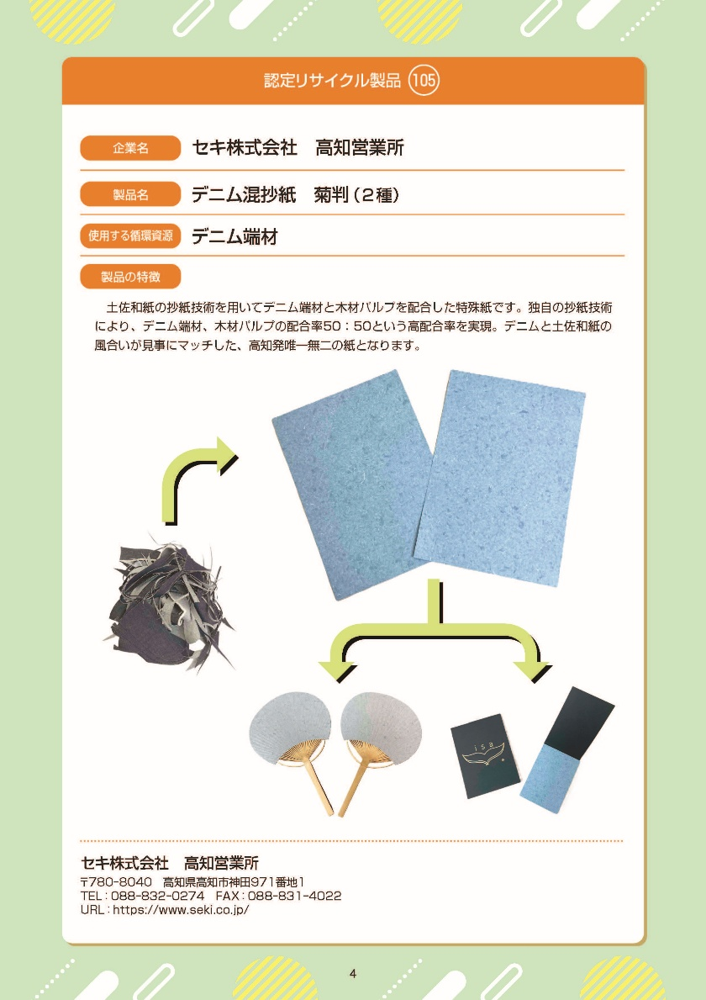 認定リサイクル製品 105
企業名 セキ株式会社　高知営業所
製品名 デニム混抄紙　菊判（2種）
使用する循環資源 デニム端材
製品の特徴
土佐和紙の抄紙技術を用いてデニム端材と木材パルプを配合した特殊紙です。独自の抄紙技術
により、デニム端材、木材パルプの配合率50：50という高配合率を実現。デニムと土佐和紙の
風合いが見事にマッチした、高知発唯一無二の紙となります。
iSB
セキ株式会社　高知営業所
〒780-8040　高知県高知市神田971番地1
TEL：088-832-0274　FAX：088-831-4022
URL：https://www.seki.co.jp/
4